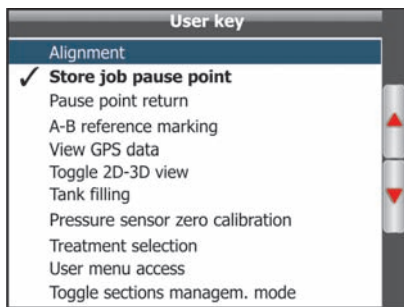 User key
Alignment
Store job pause point
Pause point return
A-B reference marking
View GPS data
Toggle 2D-3D view
Tank filling
Pressure sensor zero calibration
Treatment selection
User menu access
Toggle sections managem. mode